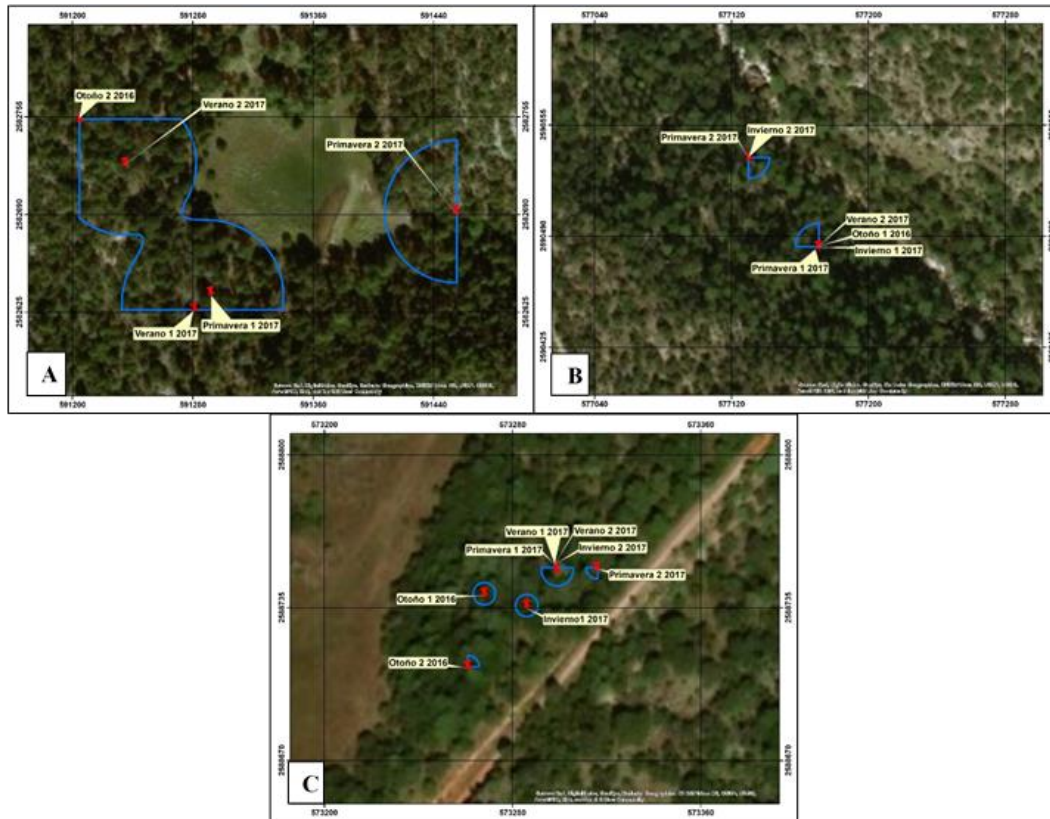 591200 591280 591360 591440
Otoño 2 2016
Verano 2 2017
Primavera 2 2017
2582755
2582690
2582625
Verano 1 2017
Primavera 1 2017
A
591200 591280 591360 591440
577040 577120 577200 577280
Primavera 2 2017
Invierno 2 2017
Verano 2 2017
Otoño 1 2016
Invierno 1 2017
Primavera 1 2017
B
577040 577120 577200 577280
573200 573280 573360
2588800
2588800
Verano 1 2017
Verano 2 2017
Primavera 1 2017
Invierno 2 2017
Primavera 2 2017
Otoño 1 2016
Invierno1 2017
2588735
2588735
Otoño 2 2016
2588670
2588670
C
573200 573280 573360